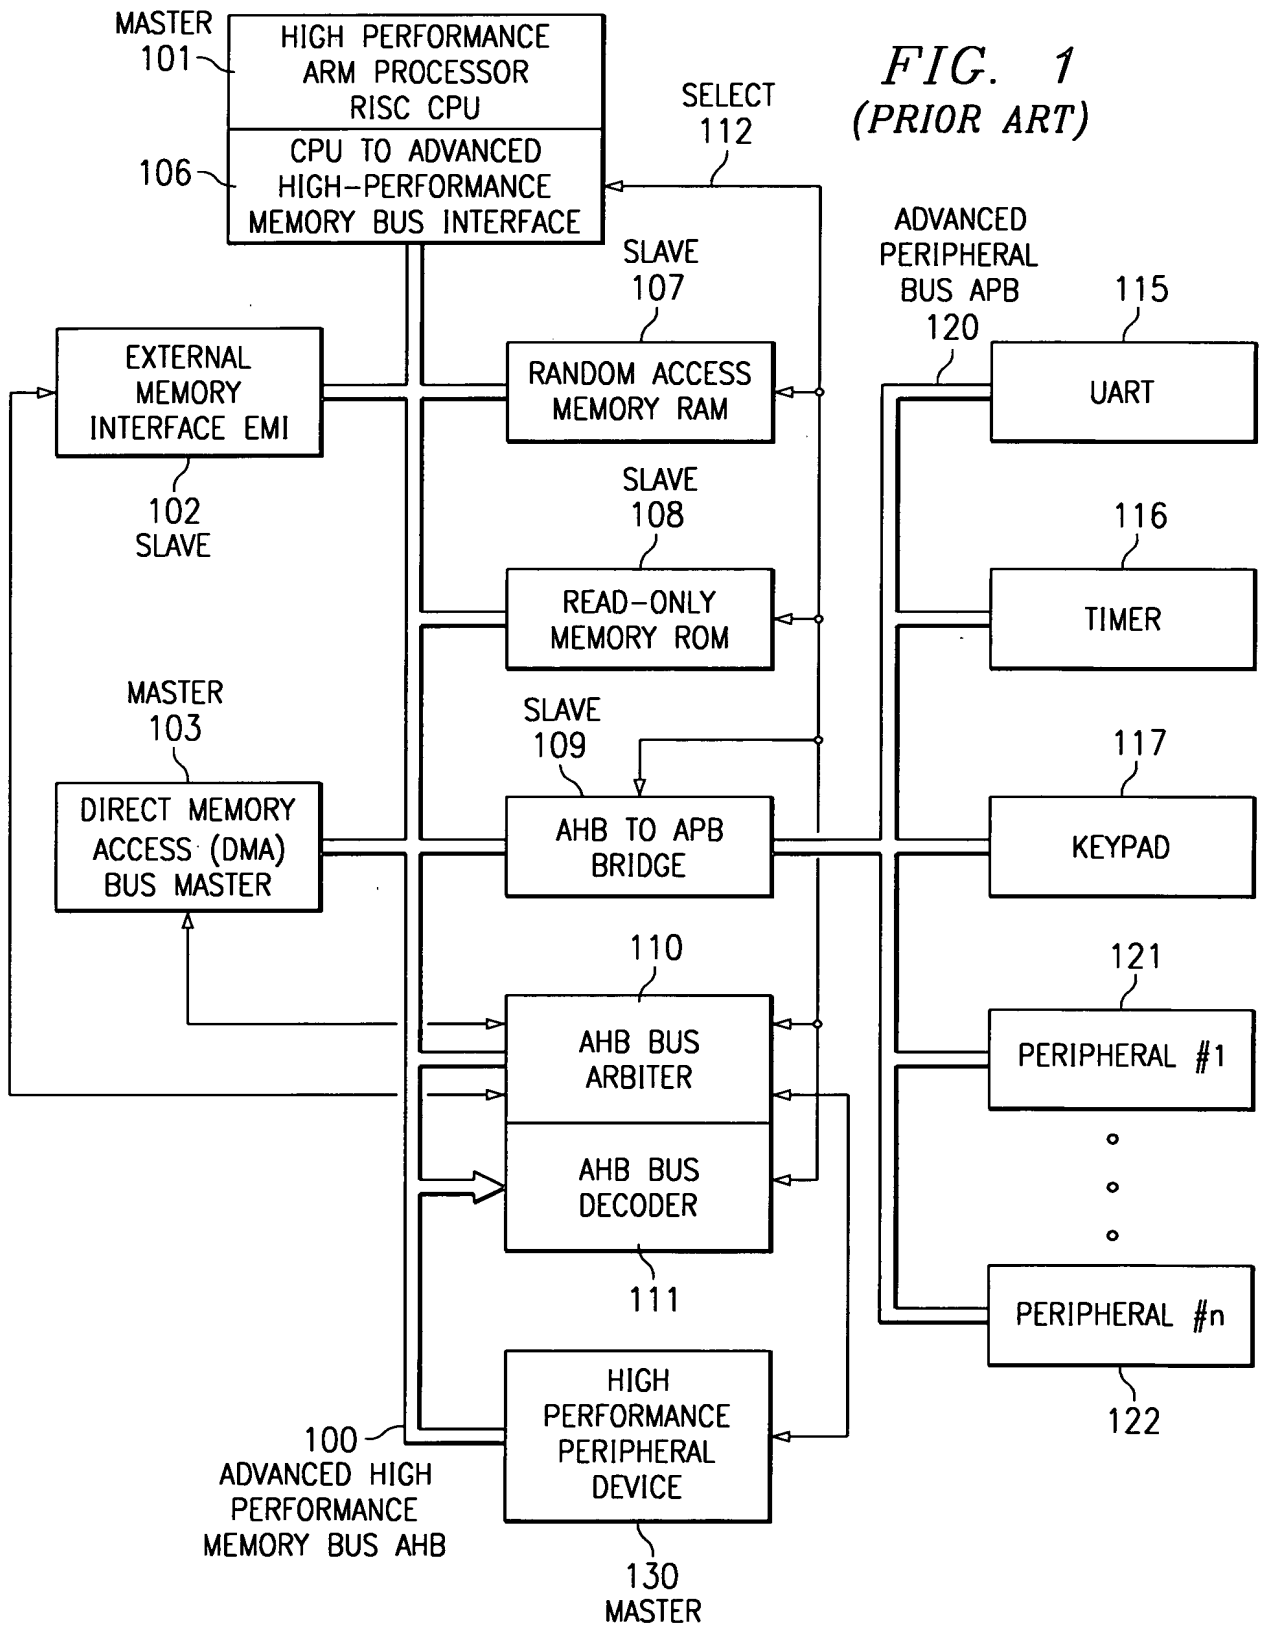 MASTER
101
HIGH PERFORMANCE
ARM PROCESSOR
RISC CPU
FIG. 1
(PRIOR ART)
106
CPU TO ADVANCED
HIGH-PERFORMANCE
MEMORY BUS INTERFACE
SELECT
112
ADVANCED
PERIPHERAL
BUS APB
120
SLAVE
107
115
EXTERNAL
MEMORY
INTERFACE EMI
102
SLAVE
RANDOM ACCESS
MEMORY RAM
UART
SLAVE
108
116
READ-ONLY
MEMORY ROM
TIMER
MASTER
103
SLAVE
109
117
DIRECT MEMORY
ACCESS (DMA)
BUS MASTER
AHB TO APB
BRIDGE
KEYPAD
110
121
AHB BUS
ARBITER
PERIPHERAL #1
AHB BUS
DECODER
111
PERIPHERAL #n
122
HIGH
PERFORMANCE
PERIPHERAL
DEVICE
100
ADVANCED HIGH
PERFORMANCE
MEMORY BUS AHB
130
MASTER